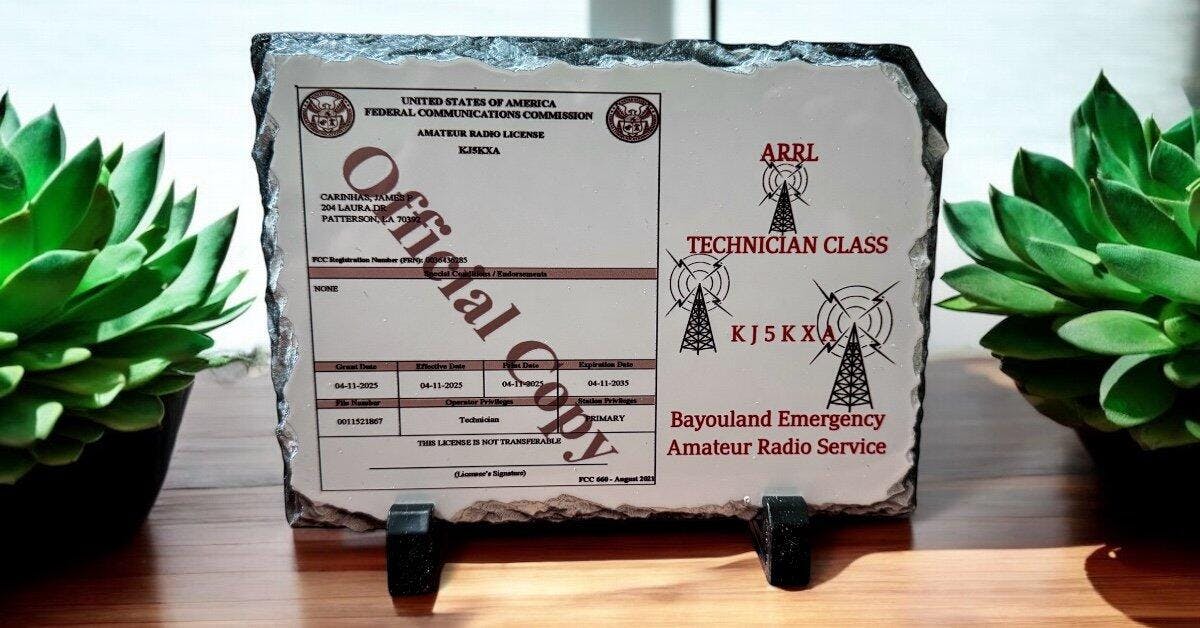 UNITED STATES OF AMERICA
FEDERAL COMMUNICATIONS COMMISSION
AMATEUR RADIO LICENSE
KJ5KXA
CARINHAS, JAMES F
204 LAURA DR
PATTERSON, LA 70392
FCC Registration Number (FRN): 0036436285
Special Conditions / Endorsements
NONE
Grant Date Effective Date Print Date Expiration Date
04-11-2025 04-11-2025 04-11-2025 04-11-2035
File Number Operator Privileges Station Privileges
0011521867 Technician PRIMARY
THIS LICENSE IS NOT TRANSFERABLE
(Licensee's Signature)
FCC 660 - August 2021
Official Copy
ARRL
TECHNICIAN CLASS
K J 5 K X A
Bayouland Emergency
Amateur Radio Service